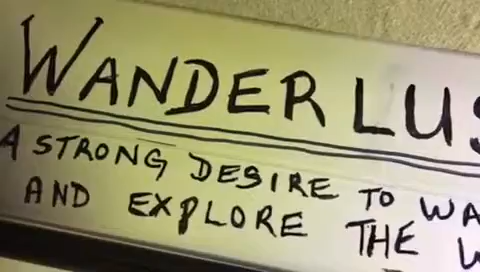 WANDERLUS
A STRONG DESIRE TO WA
AND EXPLORE THE W